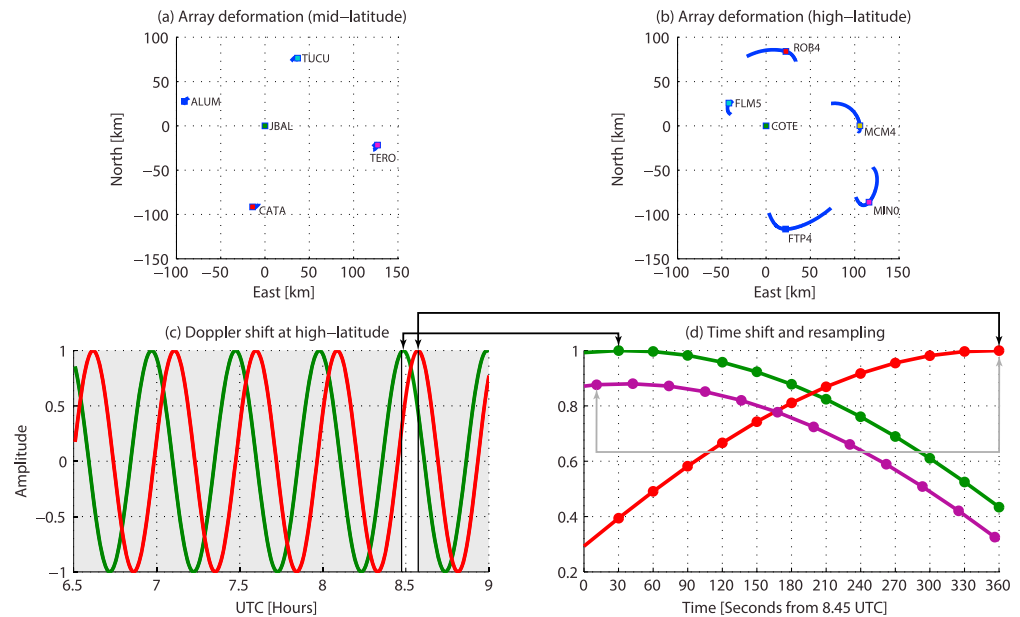 (a) Array deformation (mid−latitude)
100
50
0
−50
−100
−150
North [km]
TUCU
ALUM
JBAL
TERO
CATA
−100 −50 0 50 100 150
East [km]
(b) Array deformation (high−latitude)
100
50
0
−50
−100
−150
North [km]
ROB4
FLM5
COTE
MCM4
MIN0
FTP4
−100 −50 0 50 100 150
East [km]
(c) Doppler shift at high−latitude
1
0.5
0
−0.5
−1
Amplitude
6.5 7 7.5 8 8.5 9
UTC [Hours]
(d) Time shift and resampling
1
0.8
0.6
0.4
0.2
0 30 60 90 120 150 180 210 240 270 300 330 360
Time [Seconds from 8.45 UTC]